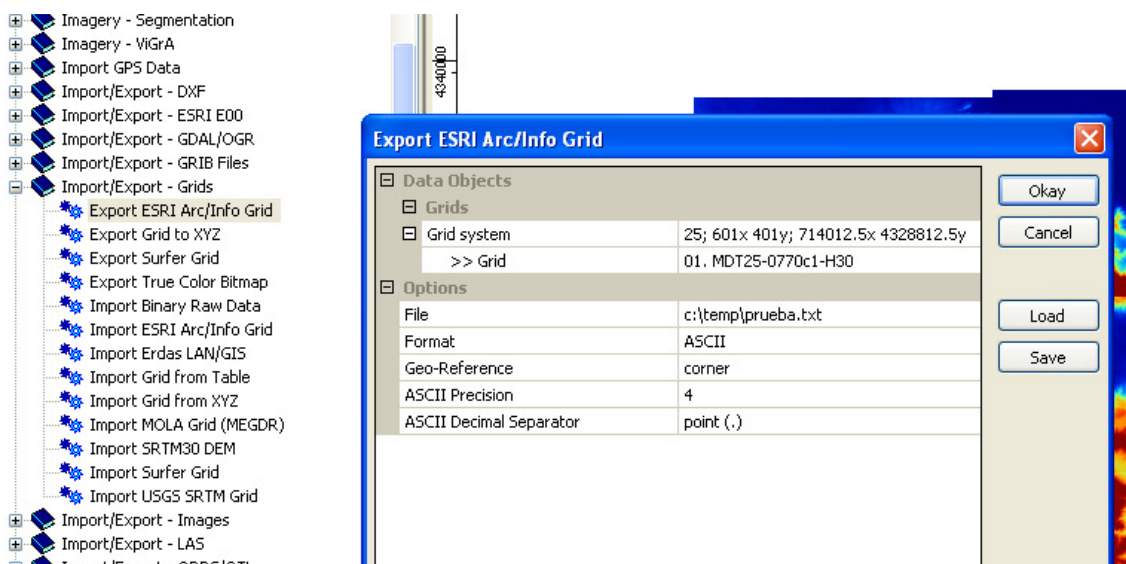 Imagery - Segmentation
Imagery - ViGrA
Import GPS Data
Import/Export - DXF
Import/Export - ESRI E00
Import/Export - GDAL/OGR
Import/Export - GRIB Files
Import/Export - Grids
Export ESRI Arc/Info Grid
Export Grid to XYZ
Export Surfer Grid
Export True Color Bitmap
Import Binary Raw Data
Import ESRI Arc/Info Grid
Import Erdas LAN/GIS
Import Grid from Table
Import Grid from XYZ
Import MOLA Grid (MEGDR)
Import SRTM30 DEM
Import Surfer Grid
Import USGS SRTM Grid
Import/Export - Images
Import/Export - LAS
4340000
Export ESRI Arc/Info Grid
Data Objects
Grids
Grid system 25; 601x 401y; 714012.5x 4328812.5y
>> Grid 01. MDT25-0770c1-H30
Options
File c:\temp\prueba.txt
Format ASCII
Geo-Reference corner
ASCII Precision 4
ASCII Decimal Separator point (.)
Okay
Cancel
Load
Save